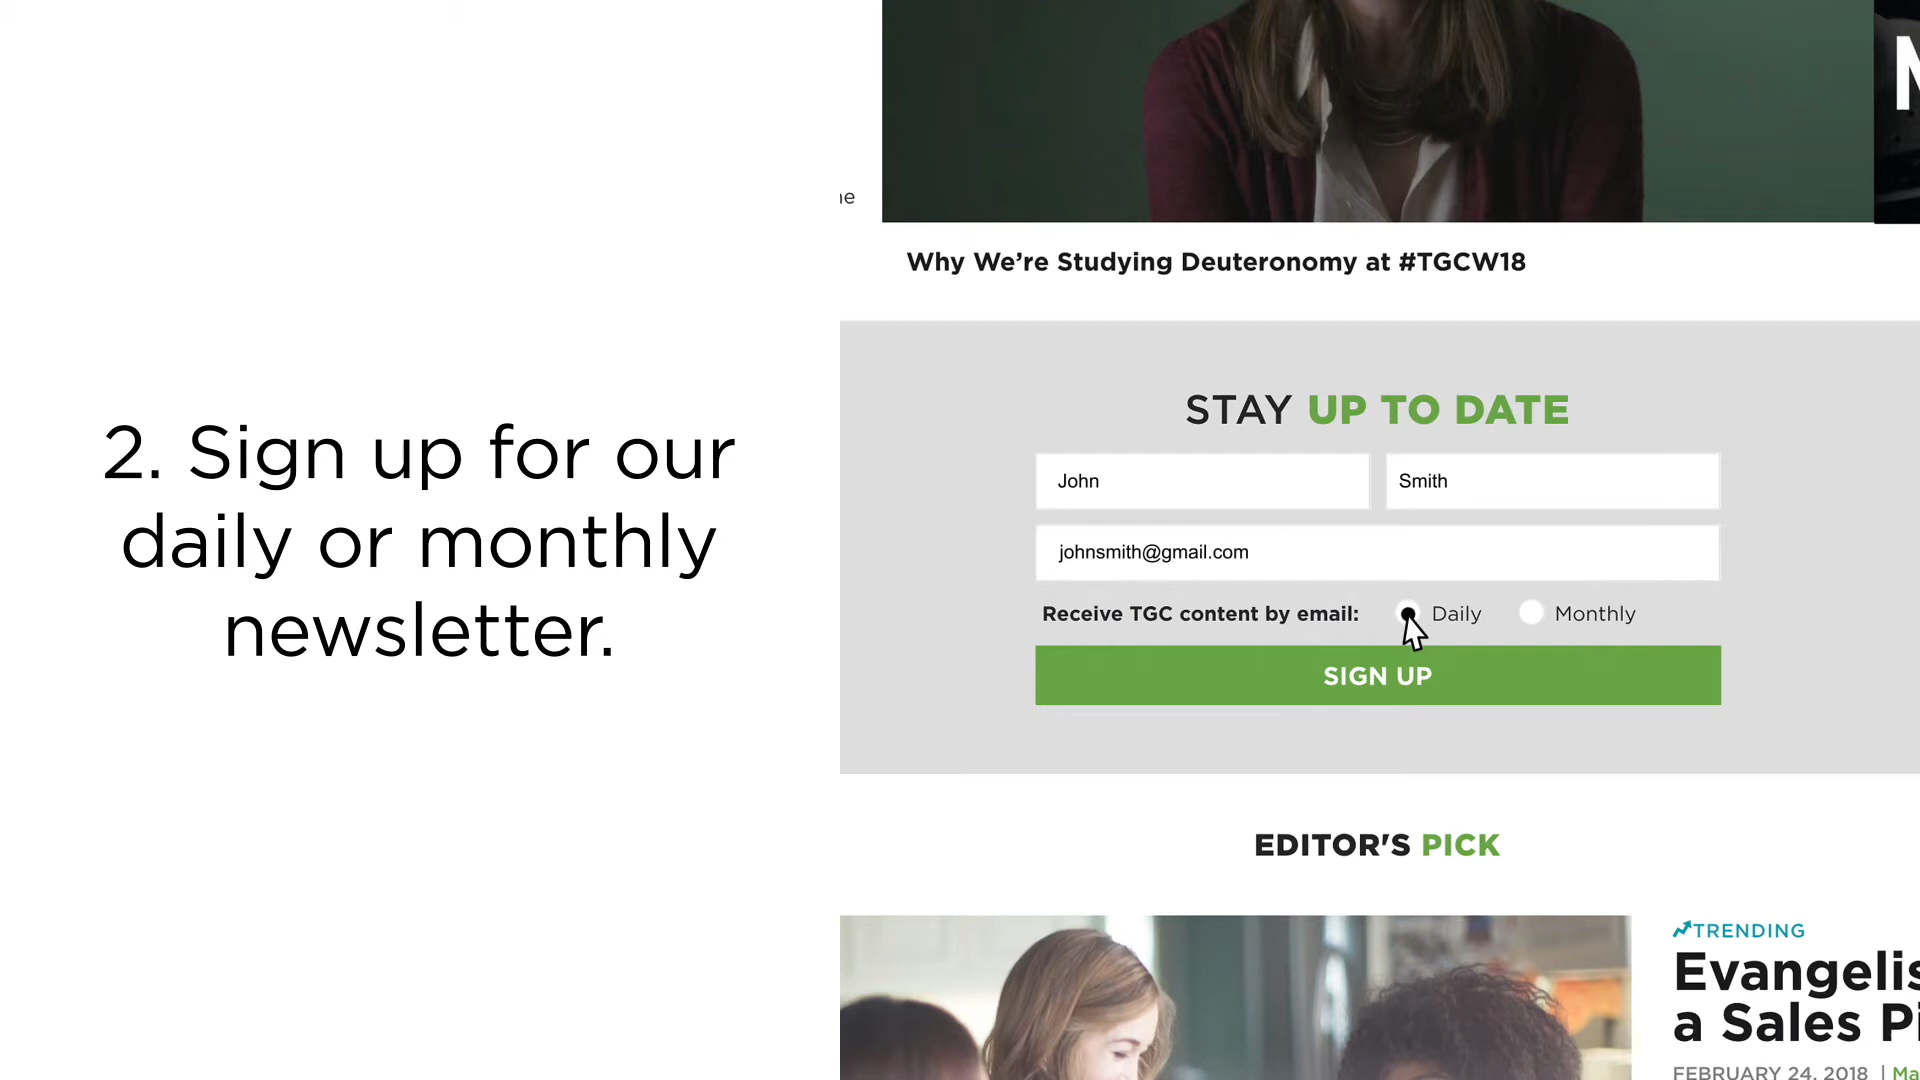 2. Sign up for our
daily or monthly
newsletter.
Why We’re Studying Deuteronomy at #TGCW18
STAY UP TO DATE
John
Smith
johnsmith@gmail.com
Receive TGC content by email:
Daily
Monthly
SIGN UP
EDITOR'S PICK
TRENDING
a Sales
FEBRUARY 24, 2018 |